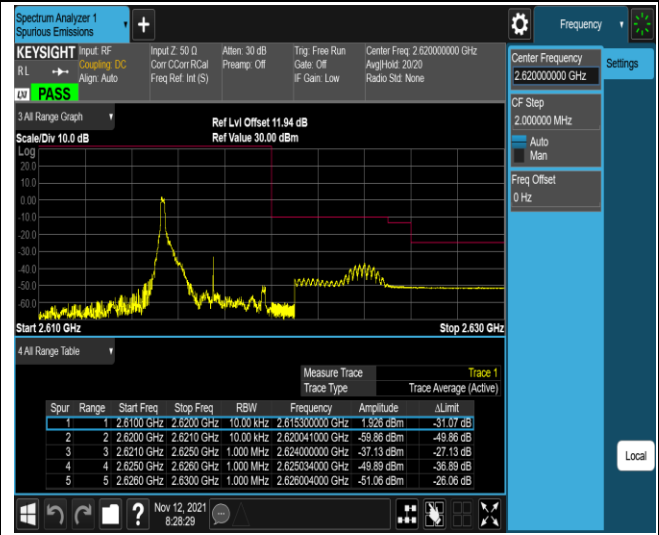 Spectrum Analyzer 1
Spurious Emissions
+
Frequency
KEYSIGHT
RL
LXI PASS
Input: RF
Coupling: DC
Align: Auto
Input Z: 50 Ω
Corr CCorr RCal
Freq Ref: Int (S)
Atten: 30 dB
Preamp: Off
Trig: Free Run
Gate: Off
IF Gain: Low
Center Freq: 2.620000000 GHz
Avg|Hold: 20/20
Radio Std: None
Center Frequency
2.620000000 GHz
Settings
CF Step
2.000000 MHz
Auto
Man
Freq Offset
0 Hz
3 All Range Graph
Scale/Div 10.0 dB
Ref Lvl Offset 11.94 dB
Ref Value 30.00 dBm
Log
20.0
10.0
0.00
-10.0
-20.0
-30.0
-40.0
-50.0
-60.0
Start 2.610 GHz
Stop 2.630 GHz
4 All Range Table
Measure Trace Trace 1
Trace Type Trace Average (Active)
Spur Range Start Freq Stop Freq RBW Frequency Amplitude ΔLimit
1 1 2.6100 GHz 2.6200 GHz 10.00 kHz 2.615300000 GHz 1.926 dBm -31.07 dB
2 2 2.6200 GHz 2.6210 GHz 10.00 kHz 2.620041000 GHz -59.86 dBm -49.86 dB
3 3 2.6210 GHz 2.6250 GHz 1.000 MHz 2.624000000 GHz -37.13 dBm -27.13 dB
4 4 2.6250 GHz 2.6260 GHz 1.000 MHz 2.625034000 GHz -49.89 dBm -36.89 dB
5 5 2.6260 GHz 2.6300 GHz 1.000 MHz 2.626004000 GHz -51.06 dBm -26.06 dB
Local
?
Nov 12, 2021
8:28:29